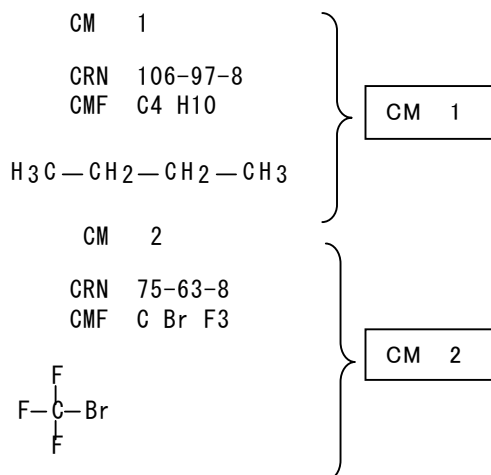 CM 1
CRN 106-97-8
CMF C4 H10
CM 1
H3C—CH2—CH2—CH3
CM 2
CRN 75-63-8
CMF C Br F3
CM 2
F
F—C—Br
F